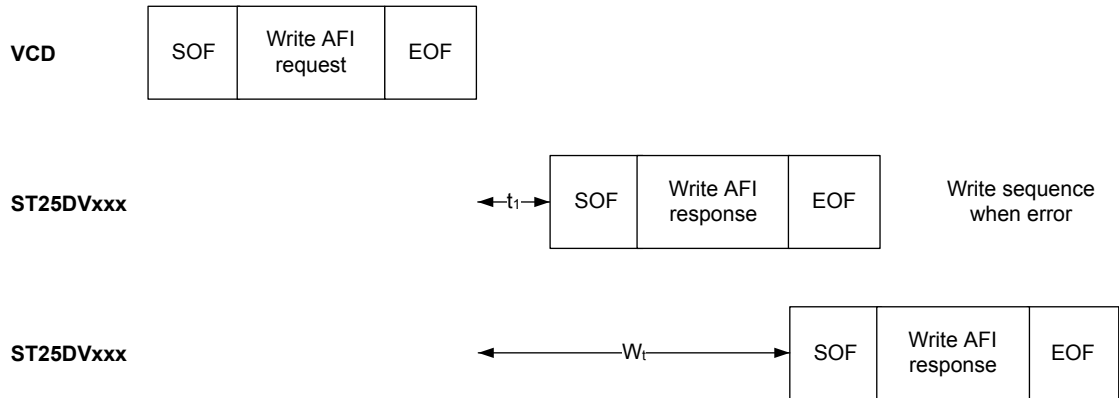 VCD
SOF
Write AFI
request
EOF
ST25DVxxx
t₁
SOF
Write AFI
response
EOF
Write sequence
when error
ST25DVxxx
Wₜ
SOF
Write AFI
response
EOF